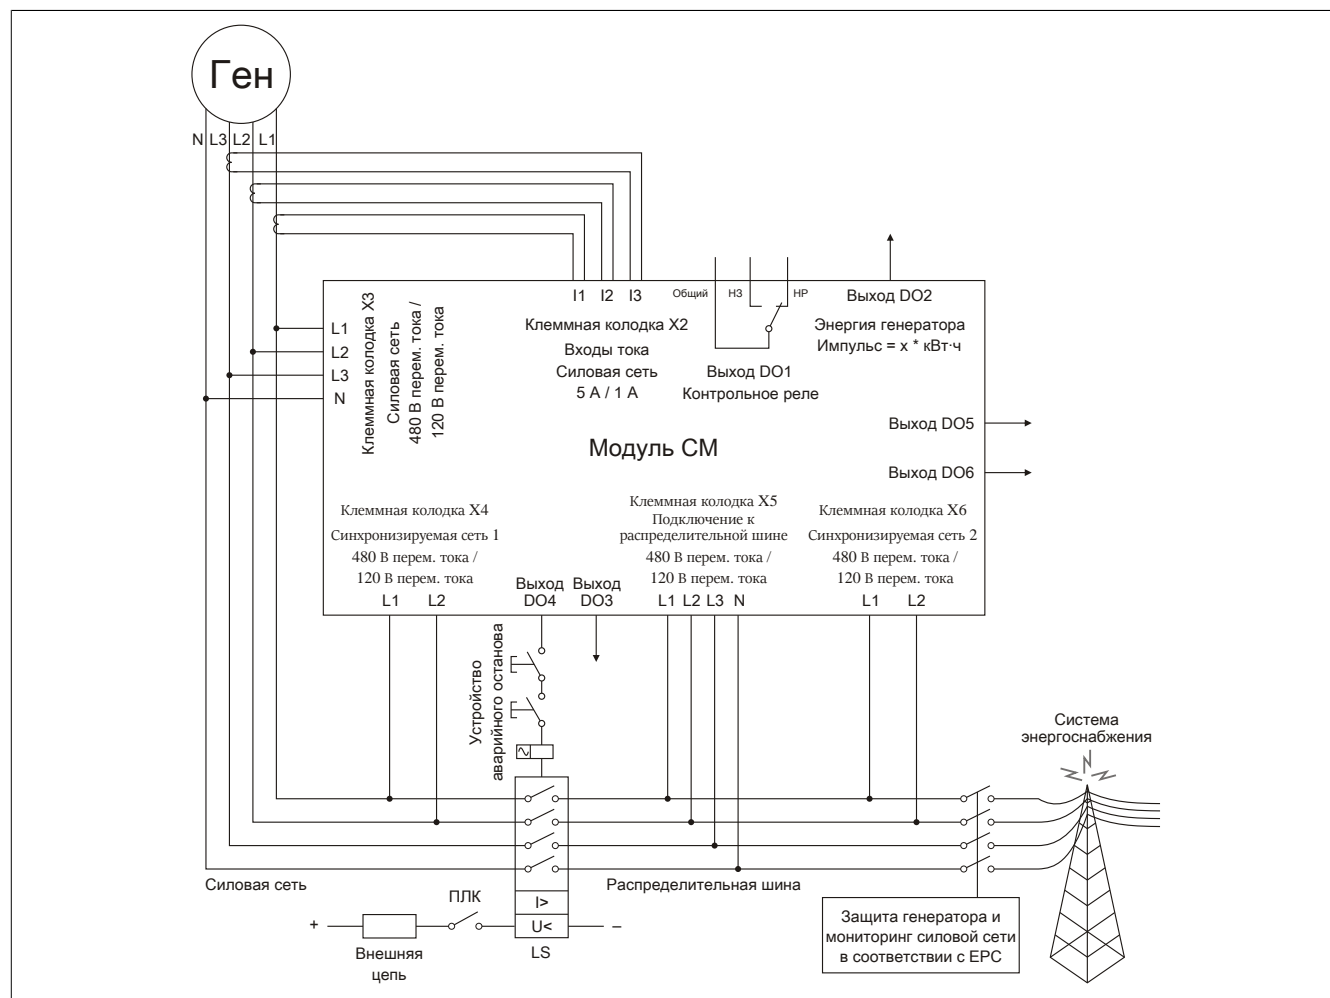 Ген
N L3 L2 L1
I1 I2 I3
Общий НЗ НР
Выход DO2
Клеммная колодка X3
Силовая сеть
480 В перем. тока /
120 В перем. тока
L1
L2
L3
N
Клеммная колодка X2
Входы тока
Силовая сеть
5 А / 1 А
Выход DO1
Контрольное реле
Энергия генератора
Импульс = х * кВт·ч
Выход DO5
Модуль СМ
Выход DO6
Клеммная колодка X4
Синхронизируемая сеть 1
480 В перем. тока /
120 В перем. тока
L1 L2
Выход
DO4
Выход
DO3
Клеммная колодка X5
Подключение к
распределительной шине
480 В перем. тока /
120 В перем. тока
L1 L2 L3 N
Клеммная колодка X6
Синхронизируемая сеть 2
480 В перем. тока /
120 В перем. тока
L1 L2
Устройство
аварийного останова
Система
энергоснабжения
Силовая сеть
Распределительная шина
ПЛК
I>
+
U<
–
Внешняя
цепь
LS
Защита генератора и
мониторинг силовой сети
в соответствии с ЕРС